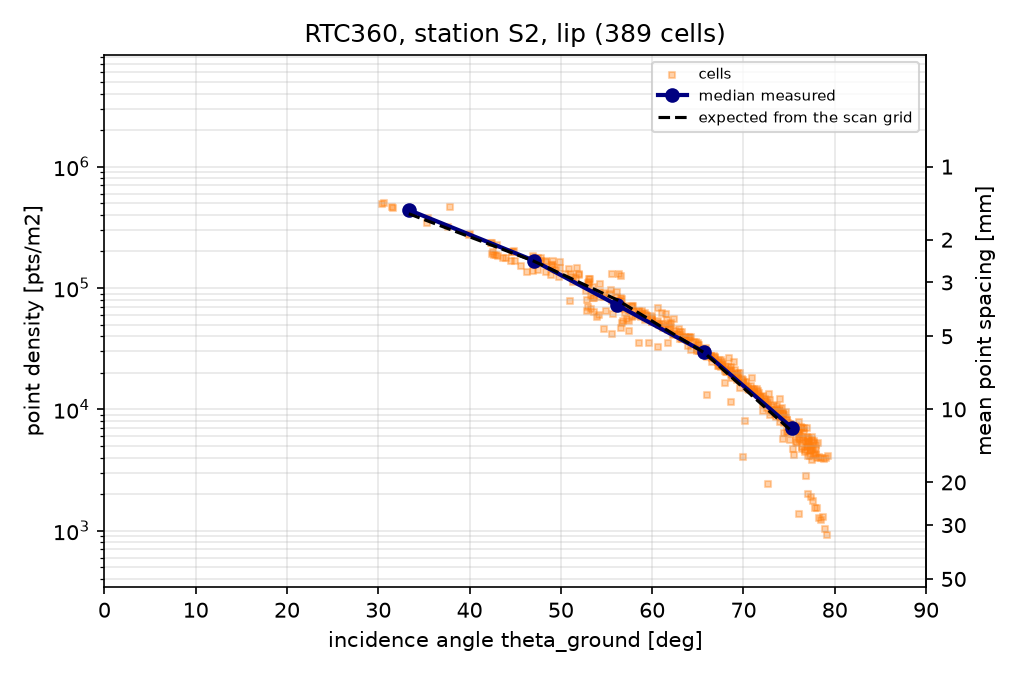 RTC360, station S2, lip (389 cells)
cells
median measured
expected from the scan grid
point density [pts/m2]
10^6
10^5
10^4
10^3
1
2
3
5
10
20
30
50
mean point spacing [mm]
0 10 20 30 40 50 60 70 80 90
incidence angle theta_ground [deg]